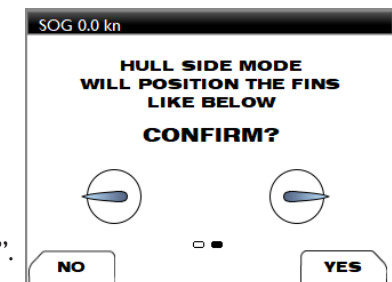 SOG 0.0 kn
HULL SIDE MODE
WILL POSITION THE FINS
LIKE BELOW
CONFIRM?
”.
NO
YES